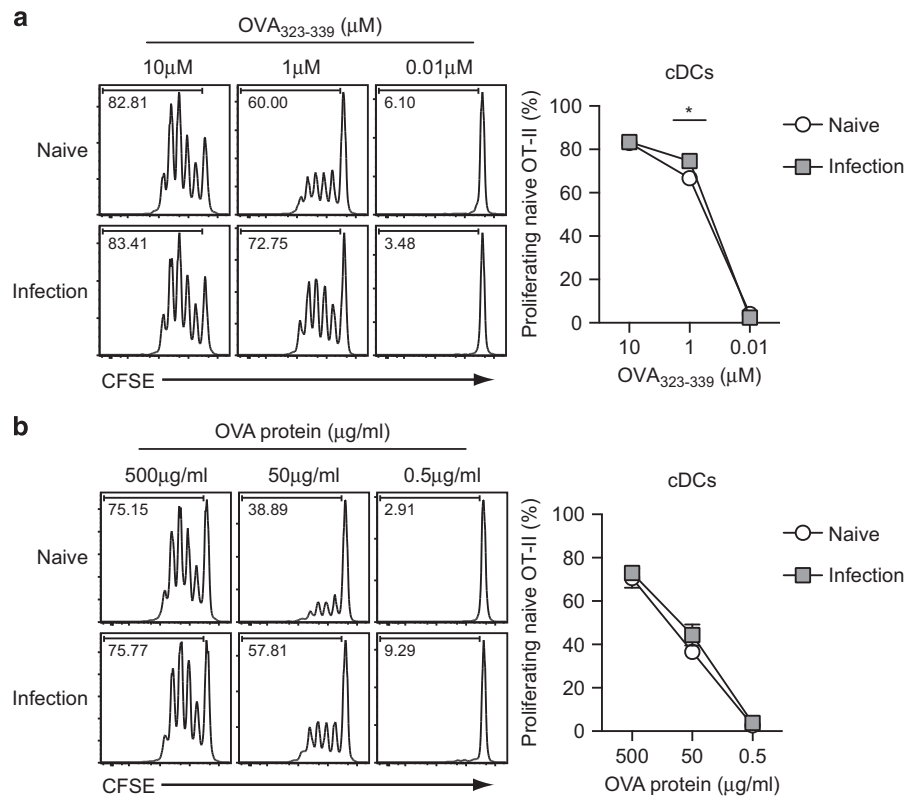 a
OVA323-339 (μM)
10μM 1μM 0.01μM
Naive
82.81 60.00 6.10
Infection
83.41 72.75 3.48
CFSE
cDCs
Proliferating naive OT-II (%)
100
80
60
40
20
0
*
10 1 0.01
OVA323-339 (μM)
Naive
Infection
b
OVA protein (μg/ml)
500μg/ml 50μg/ml 0.5μg/ml
Naive
75.15 38.89 2.91
Infection
75.77 57.81 9.29
CFSE
cDCs
Proliferating naive OT-II (%)
100
80
60
40
20
0
500 50 0.5
OVA protein (μg/ml)
Naive
Infection